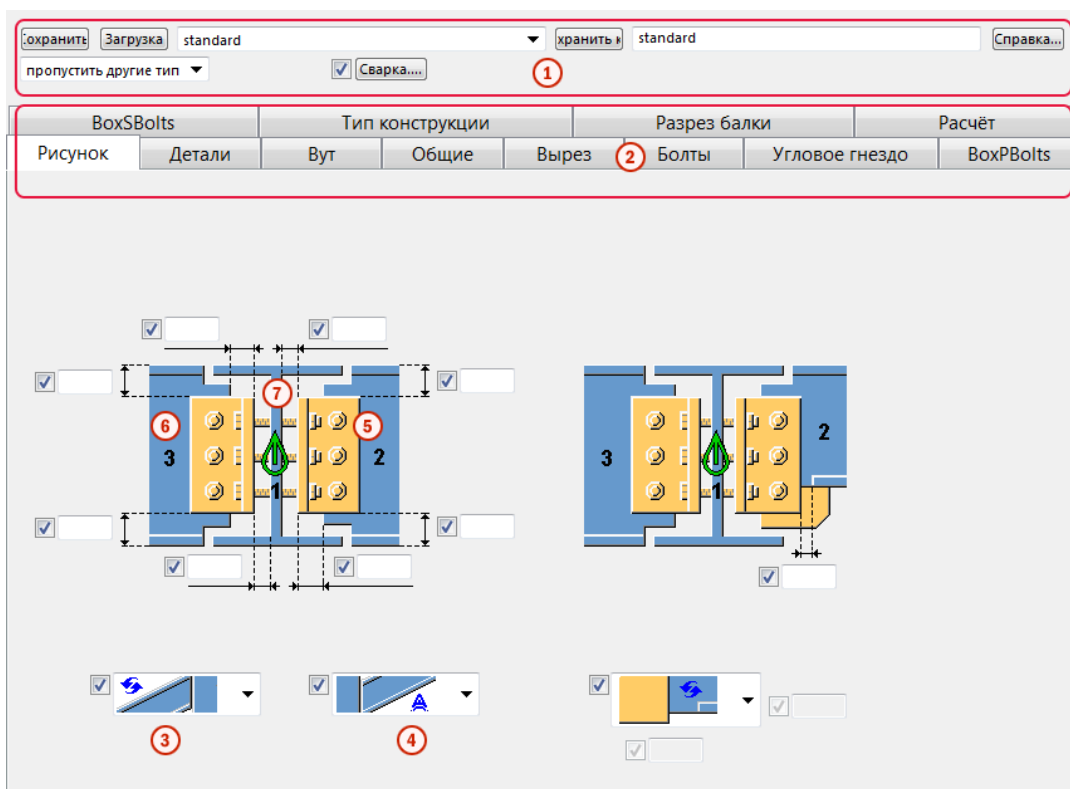 :охранить Загрузка standard хранить к standard Справка...
пропустить другие тип Сварка.... 1
BoxSBolts Тип конструкции Разрез балки Расчёт
Рисунок Детали Вут Общие Вырез 2 Болты Угловое гнездо BoxPBolts
7
6 5
3 2 3 2
1 1
A
3 4